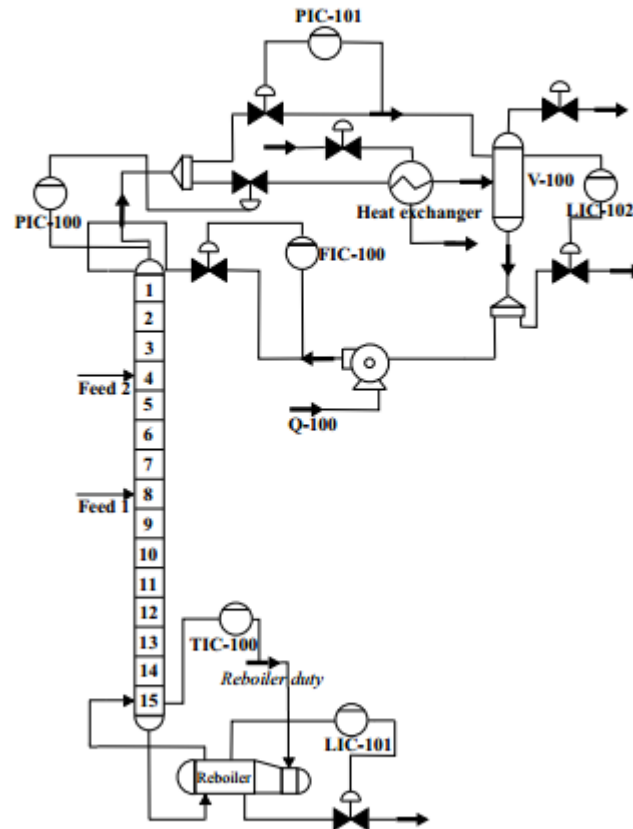 PIC-101
PIC-100
V-100
Heat exchanger
LIC-102
FIC-100
1
2
3
4
Feed 2
5
6
7
8
Feed 1
9
10
11
12
13
14
15
Q-100
TIC-100
Reboiler duty
LIC-101
Reboiler